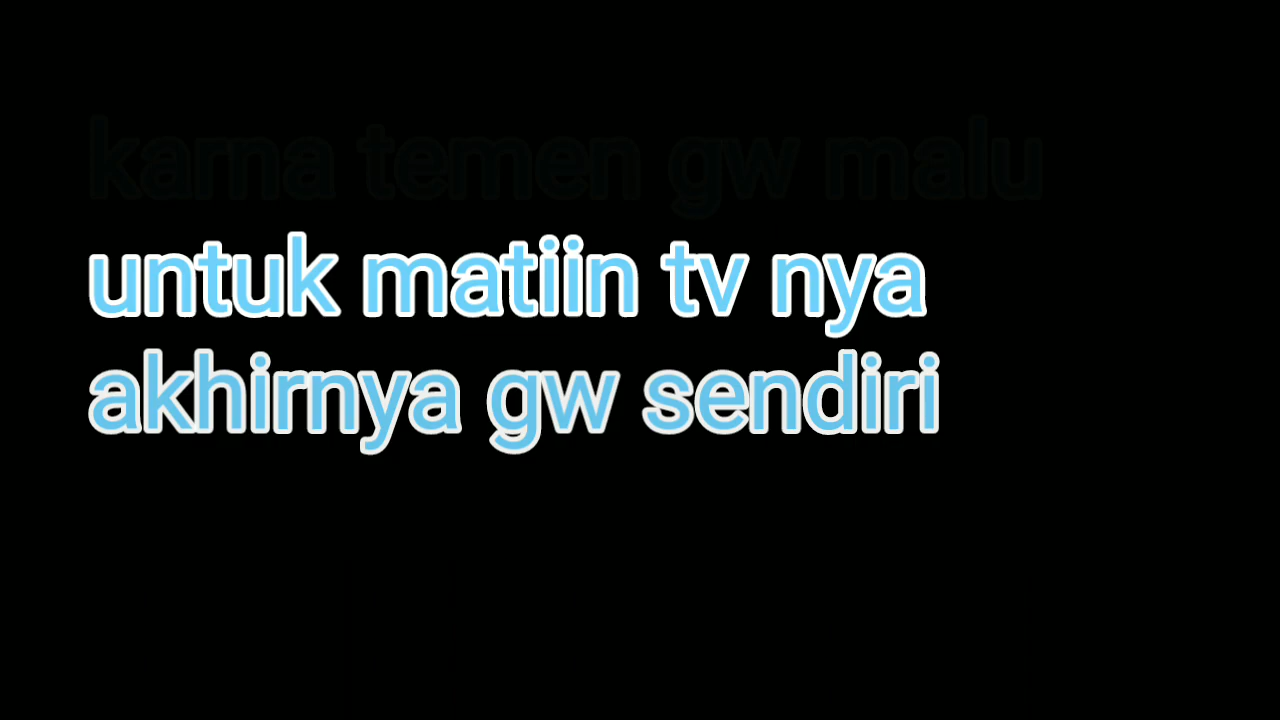 karna temen gw malu
untuk matiin tv nya
akhirnya gw sendiri